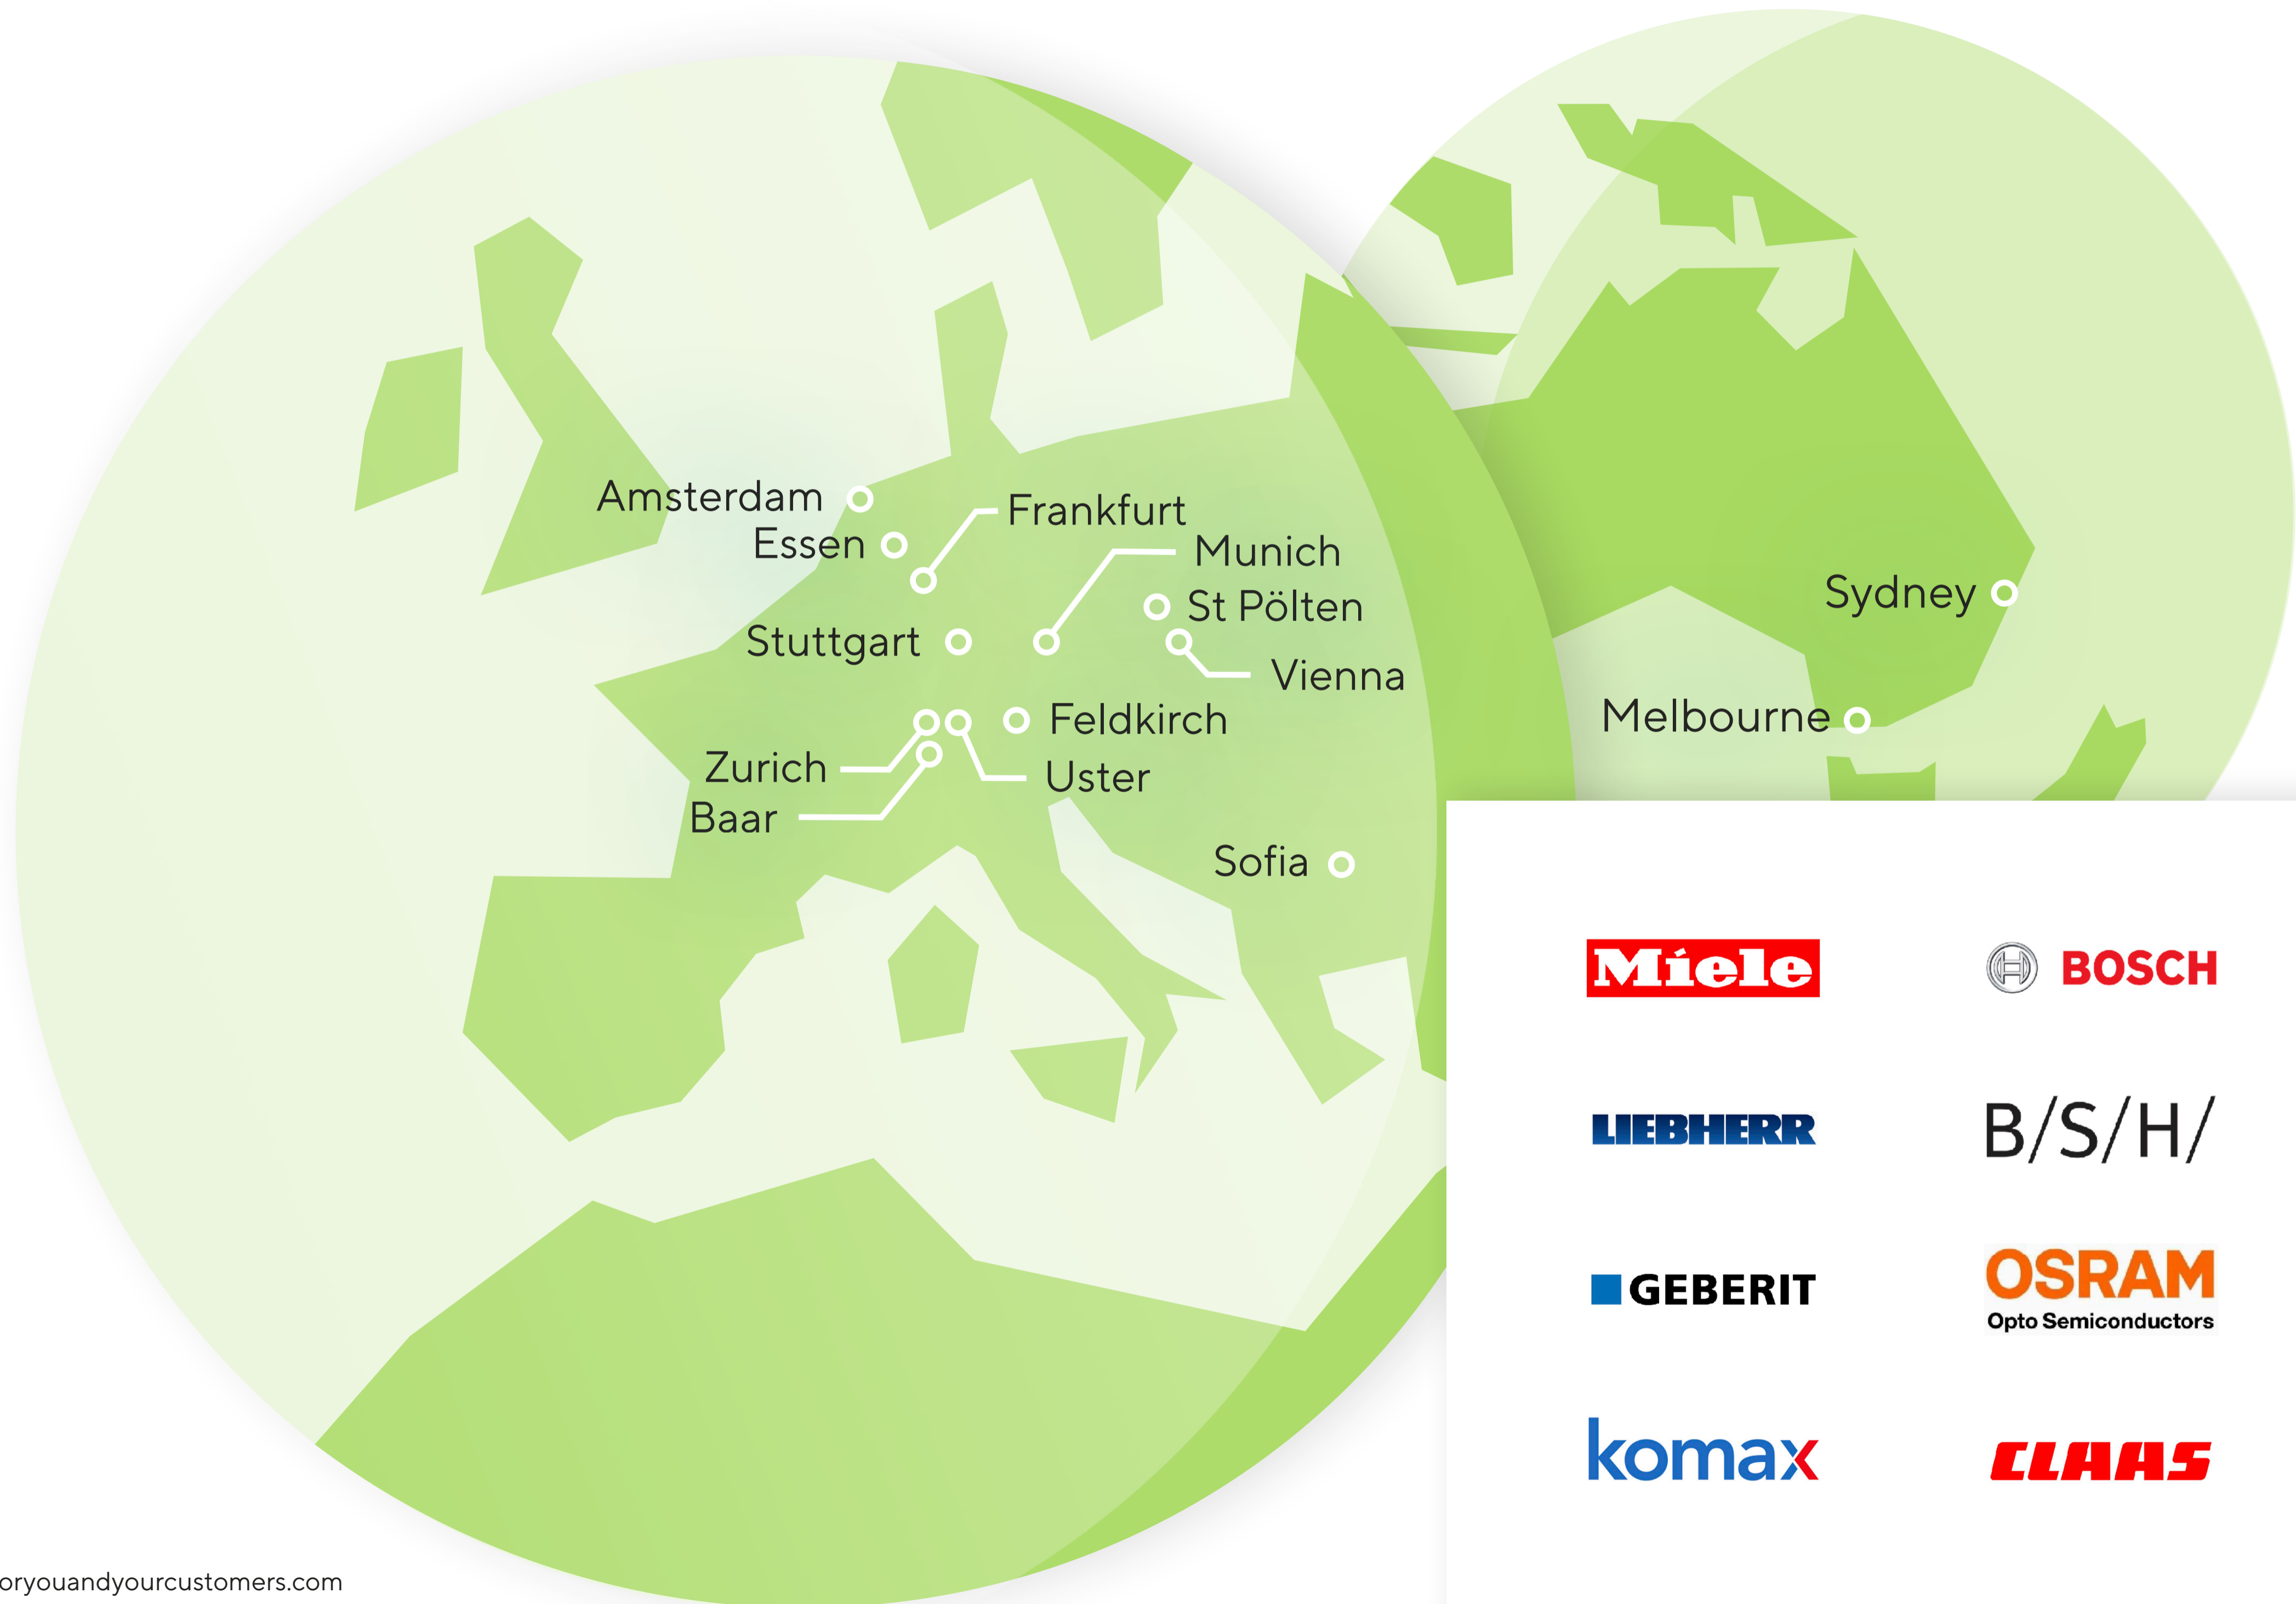 Amsterdam
Frankfurt
Essen
Munich
St Pölten
Stuttgart
Vienna
Feldkirch
Zurich
Uster
Baar
Sofia
Sydney
Melbourne
Miele
BOSCH
LIEBHERR
B/S/H/
GEBERIT
OSRAM
Opto Semiconductors
komax
CLAAS
oryouandyourcustomers.com